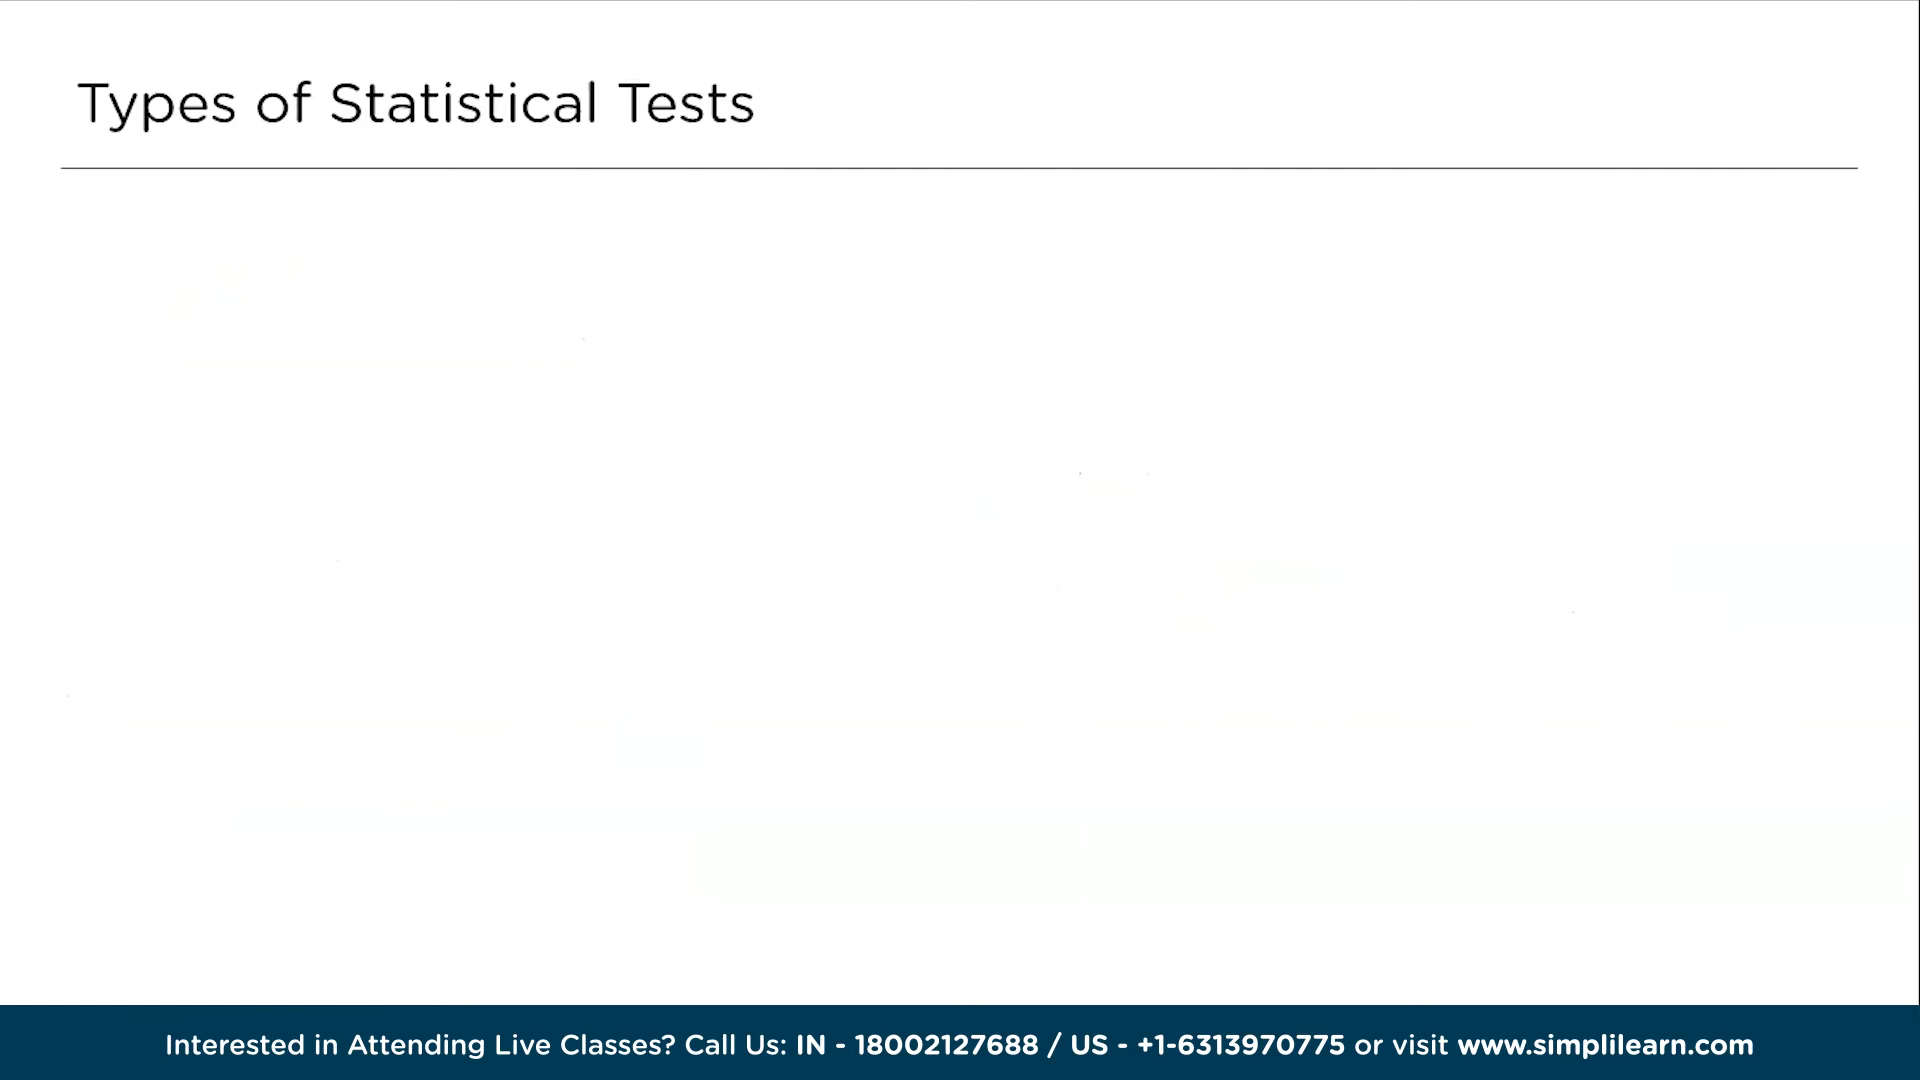 Types of Statistical Tests
Interested in Attending Live Classes? Call Us: IN - 18002127688 / US - +1-6313970775 or visit www.simplilearn.com